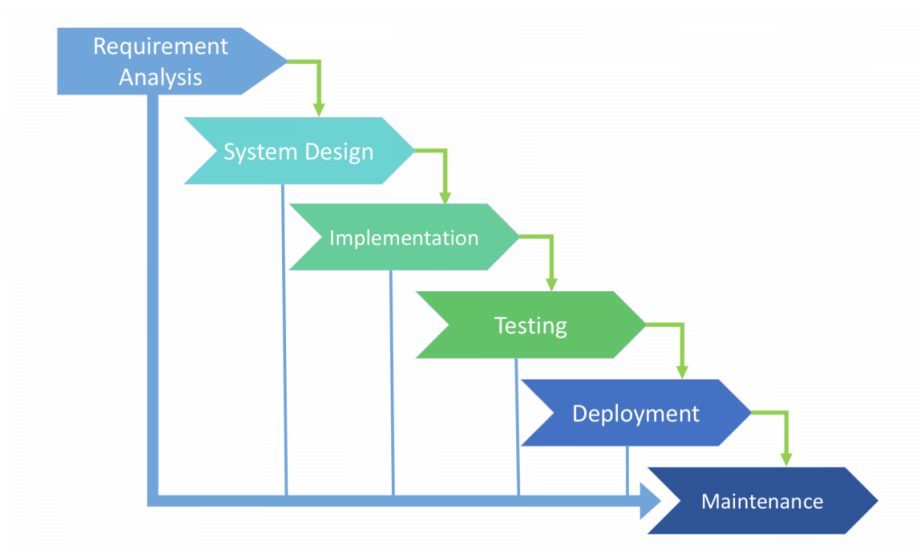 Requirement
Analysis
System Design
Implementation
Testing
Deployment
Maintenance